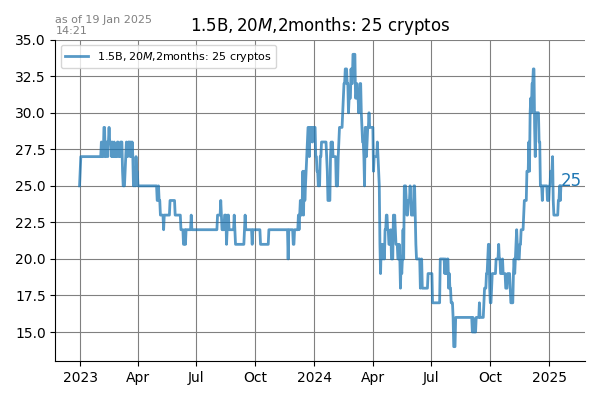 as of 19 Jan 2025
14:21
1.5B, 20M,2months: 25 cryptos
1.5B, 20M,2months: 25 cryptos
35.0
32.5
30.0
27.5
25.0
22.5
20.0
17.5
15.0
25
2023 Apr Jul Oct 2024 Apr Jul Oct 2025